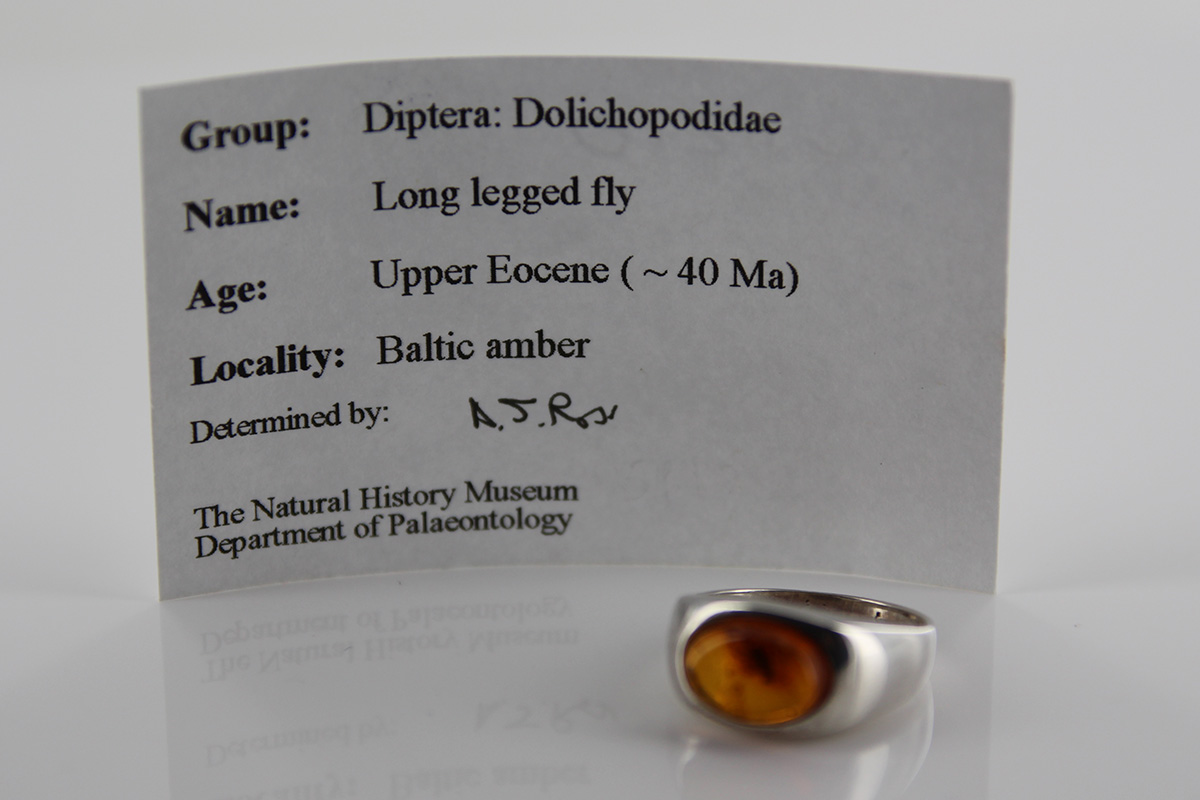 Group: Diptera: Dolichopodidae
Name: Long legged fly
Age: Upper Eocene ( ~ 40 Ma)
Locality: Baltic amber
Determined by: A.J.Ross
The Natural History Museum
Department of Palaeontology